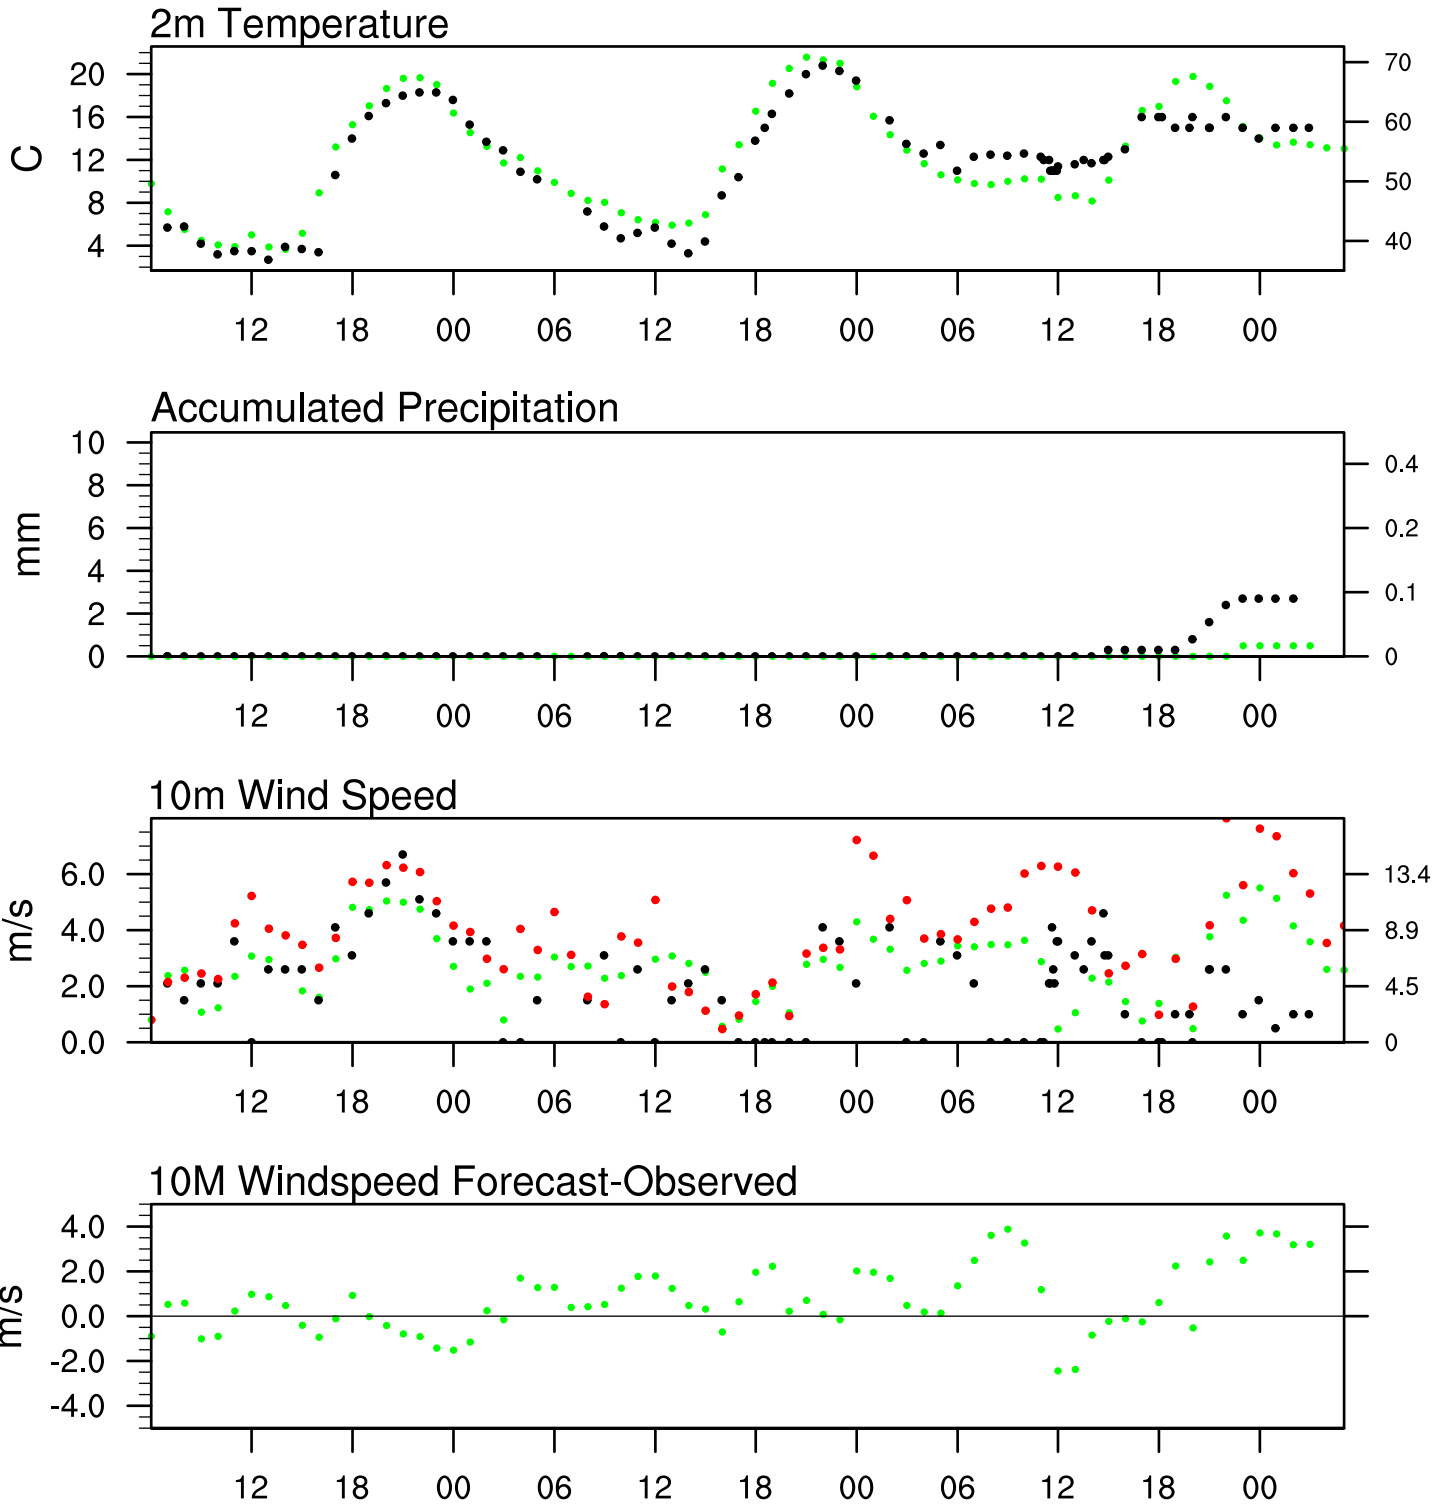 2m Temperature
C
20
16
12
8
4
70
60
50
40
12 18 00 06 12 18 00 06 12 18 00
Accumulated Precipitation
mm
10
8
6
4
2
0
0.4
0.2
0.1
0
12 18 00 06 12 18 00 06 12 18 00
10m Wind Speed
m/s
6.0
4.0
2.0
0.0
13.4
8.9
4.5
0
12 18 00 06 12 18 00 06 12 18 00
10M Windspeed Forecast-Observed
m/s
4.0
2.0
0.0
-2.0
-4.0
12 18 00 06 12 18 00 06 12 18 00